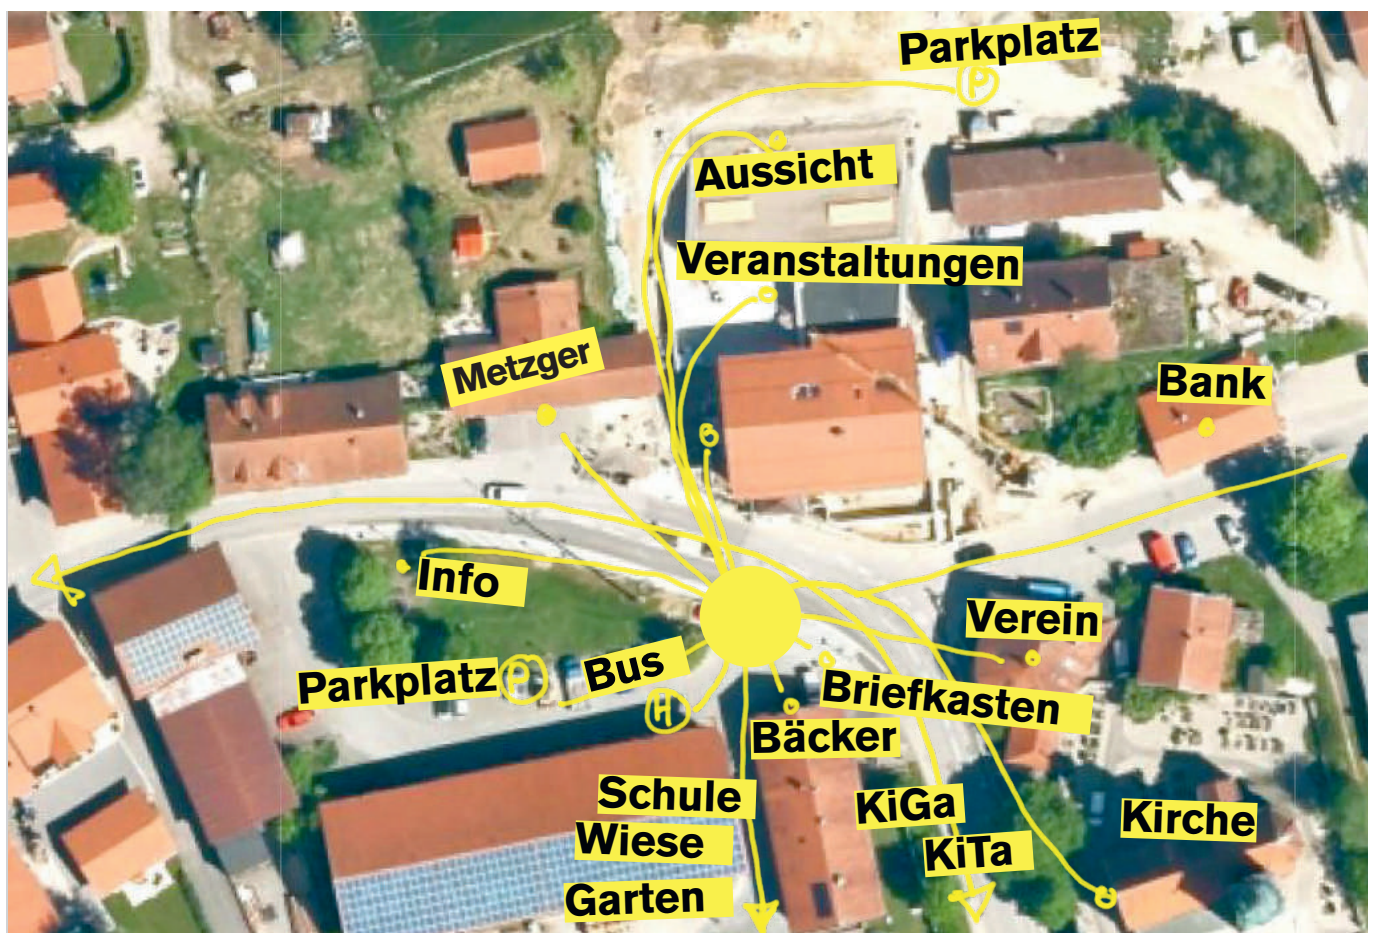 Parkplatz
P
Aussicht
Veranstaltungen
Metzger
Bank
Info
Verein
Parkplatz
P
Bus
H
Briefkasten
Bäcker
Schule
KiGa
Wiese
KiTa
Kirche
Garten